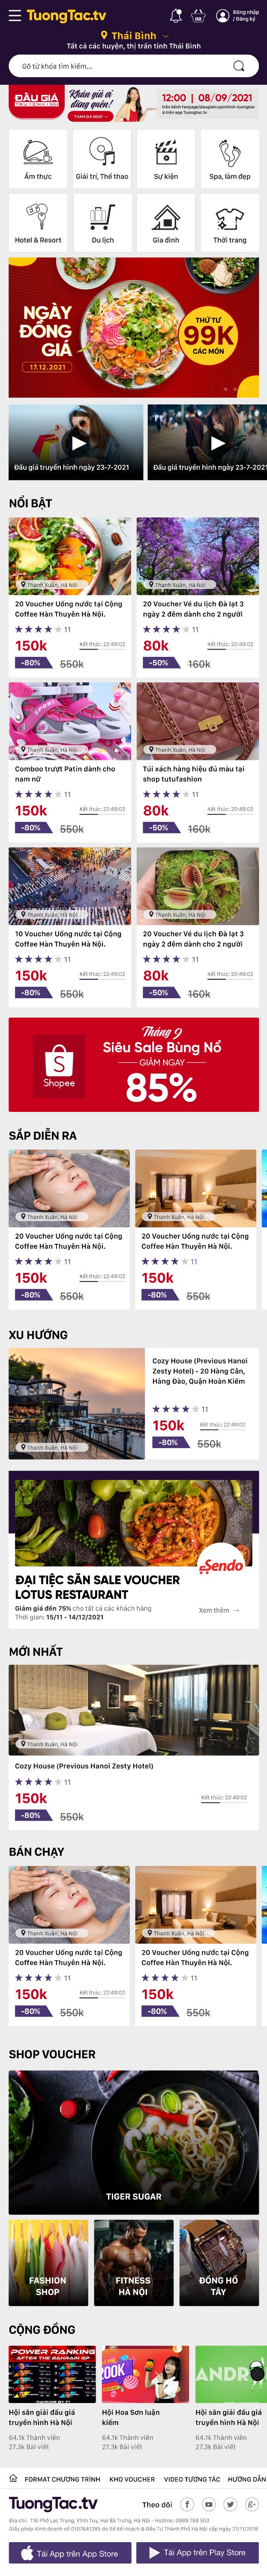 TuongTac.tv
Đăng nhập
/ Đăng ký
Thái Bình
Tất cả các huyện, thị trấn tỉnh Thái Bình
Gõ từ khóa tìm kiếm...
ĐẤU GIÁ
Khán giả ơi
đừng quên!
THAM GIA NGAY
12:00 | 08/09/2021
Ẩm thực
Giải trí, Thể thao
Sự kiện
Spa, làm đẹp
Hotel & Resort
Du lịch
Gia đình
Thời trang
NGÀY
ĐỒNG
GIÁ
17.12.2021
THỨ TƯ
99K
CÁC MÓN
Đấu giá truyền hình ngày 23-7-2021
Đấu giá truyền hình ngày 23-7-2021
NỔI BẬT
Thanh Xuân, Hà Nội
Thanh Xuân, Hà Nội
20 Voucher Uống nước tại Cộng
Coffee Hàn Thuyên Hà Nội.
20 Voucher Vé du lịch Đà lạt 3
ngày 2 đêm dành cho 2 người
11
11
150k
Kết thúc: 22:49:02
80k
Kết thúc: 20:49:02
-80%
550k
-50%
160k
Thanh Xuân, Hà Nội
Thanh Xuân, Hà Nội
Comboo trượt Patin dành cho
nam nữ
Túi xách hàng hiệu đủ màu tại
shop tutufashion
11
11
150k
Kết thúc: 22:49:02
80k
Kết thúc: 20:49:02
-80%
550k
-50%
160k
Thanh Xuân, Hà Nội
Thanh Xuân, Hà Nội
10 Voucher Uống nước tại Cộng
Coffee Hàn Thuyên Hà Nội.
20 Voucher Vé du lịch Đà lạt 3
ngày 2 đêm dành cho 2 người
11
11
150k
Kết thúc: 22:49:02
80k
Kết thúc: 20:49:02
-80%
550k
-50%
160k
Shopee
Tháng 9
Siêu Sale Bùng Nổ
GIẢM NGAY
85%
SẮP DIỄN RA
Thanh Xuân, Hà Nội
Thanh Xuân, Hà Nội
20 Voucher Uống nước tại Cộng
Coffee Hàn Thuyên Hà Nội.
20 Voucher Uống nước tại Cộng
Coffee Hàn Thuyên Hà Nội.
11
11
150k
Kết thúc: 22:49:02
150k
-80%
550k
-80%
550k
XU HƯỚNG
Cozy House (Previous Hanoi
Zesty Hotel) - 20 Hàng Cân,
Hàng Đào, Quận Hoàn Kiếm
11
150k
Kết thúc: 22:49:02
-80%
550k
Thanh Xuân, Hà Nội
Sendo
ĐẠI TIỆC SĂN SALE VOUCHER
LOTUS RESTAURANT
Giảm giá đến 75% cho tất cả các khách hàng
Thời gian: 15/11 - 14/12/2021
Xem thêm →
MỚI NHẤT
Thanh Xuân, Hà Nội
Cozy House (Previous Hanoi Zesty Hotel)
11
150k
Kết thúc: 22:49:02
-80%
550k
BÁN CHẠY
Thanh Xuân, Hà Nội
Thanh Xuân, Hà Nội
20 Voucher Uống nước tại Cộng
Coffee Hàn Thuyên Hà Nội.
20 Voucher Uống nước tại Cộng
Coffee Hàn Thuyên Hà Nội.
11
11
150k
Kết thúc: 22:49:02
150k
-80%
550k
-80%
550k
SHOP VOUCHER
TIGER SUGAR
FASHION
SHOP
FITNESS
HÀ NỘI
ĐỒNG HỒ
TÂY
CỘNG ĐỒNG
POWER RANKING
AFTER THE BAHRAIN GP
Hội săn giải đấu giá
truyền hình Hà Nội
Hội Hoa Sơn luận
kiếm
Hội săn giải đấu giá
truyền hình Hà Nội
64.1k Thành viên
27.3k Bài viết
64.1k Thành viên
27.3k Bài viết
64.1k Thành viên
27.3k Bài viết
FORMAT CHƯƠNG TRÌNH
KHO VOUCHER
VIDEO TƯƠNG TÁC
HƯỚNG DẪN
TuongTac.tv
Theo dõi
Địa chỉ: 116 Phố Lạc Trung, Vĩnh Tuy, Hai Bà Trưng, Hà Nội - Hotline: 0989 768 553
Giấy phép Kinh doanh số 0107641285 do Sở Kế Hoạch & Đầu Tư Thành Phố Hà Nội cấp ngày 21/11/2016
Tải App trên App Store
Tải App trên Play Store